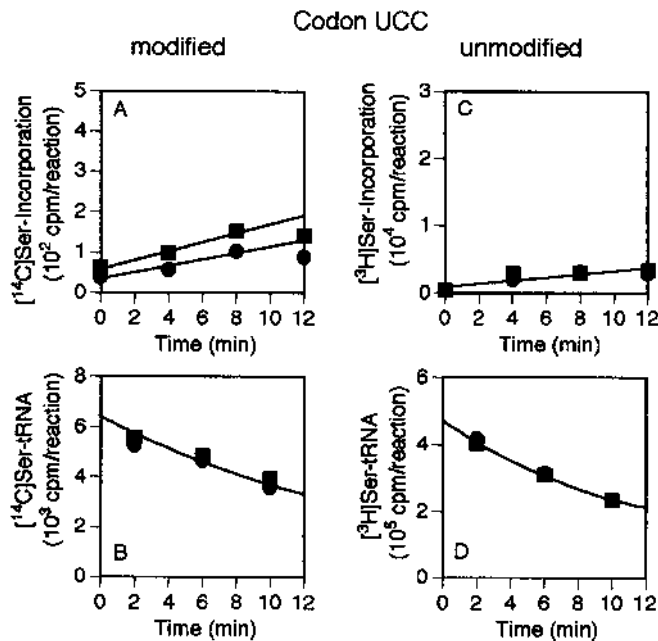 Codon UCC
modified
unmodified
A
[¹⁴C]Ser-Incorporation
(10² cpm/reaction)
5
4
3
2
1
0
0 2 4 6 8 10 12
Time (min)
C
[³H]Ser-Incorporation
(10⁴ cpm/reaction)
3
2
1
0
0 2 4 6 8 10 12
Time (min)
B
[¹⁴C]Ser-tRNA
(10³ cpm/reaction)
8
6
4
2
0
0 2 4 6 8 10 12
Time (min)
D
[³H]Ser-tRNA
(10⁵ cpm/reaction)
6
4
2
0
0 2 4 6 8 10 12
Time (min)